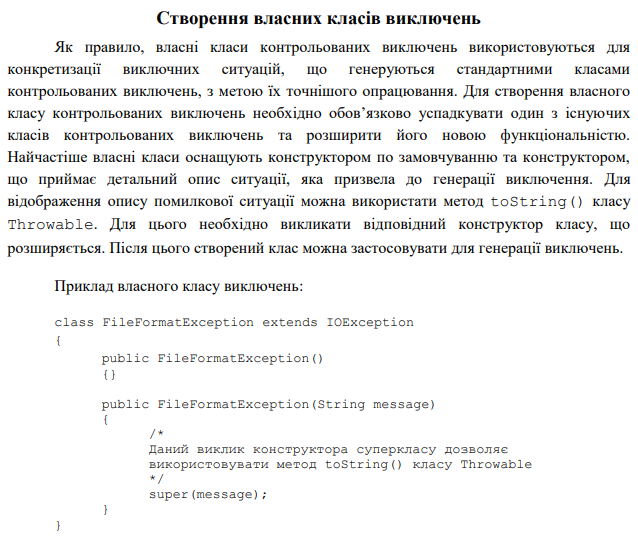 Створення власних класів виключень
Як правило, власні класи контрольованих виключень використовуються для
конкретизації виключних ситуацій, що генеруються стандартними класами
контрольованих виключень, з метою їх точнішого опрацювання. Для створення власного
класу контрольованих виключень необхідно обов’язково успадкувати один з існуючих
класів контрольованих виключень та розширити його новою функціональністю.
Найчастіше власні класи оснащують конструктором по замовчуванню та конструктором,
що приймає детальний опис ситуації, яка призвела до генерації виключення. Для
відображення опису помилкової ситуації можна використати метод toString() класу
Throwable. Для цього необхідно викликати відповідний конструктор класу, що
розширяється. Після цього створений клас можна застосовувати для генерації виключень.
Приклад власного класу виключень:
class FileFormatException extends IOException
{
public FileFormatException()
{}
public FileFormatException(String message)
{
/*
Даний виклик конструктора суперкласу дозволяє
використовувати метод toString() класу Throwable
*/
super(message);
}
}